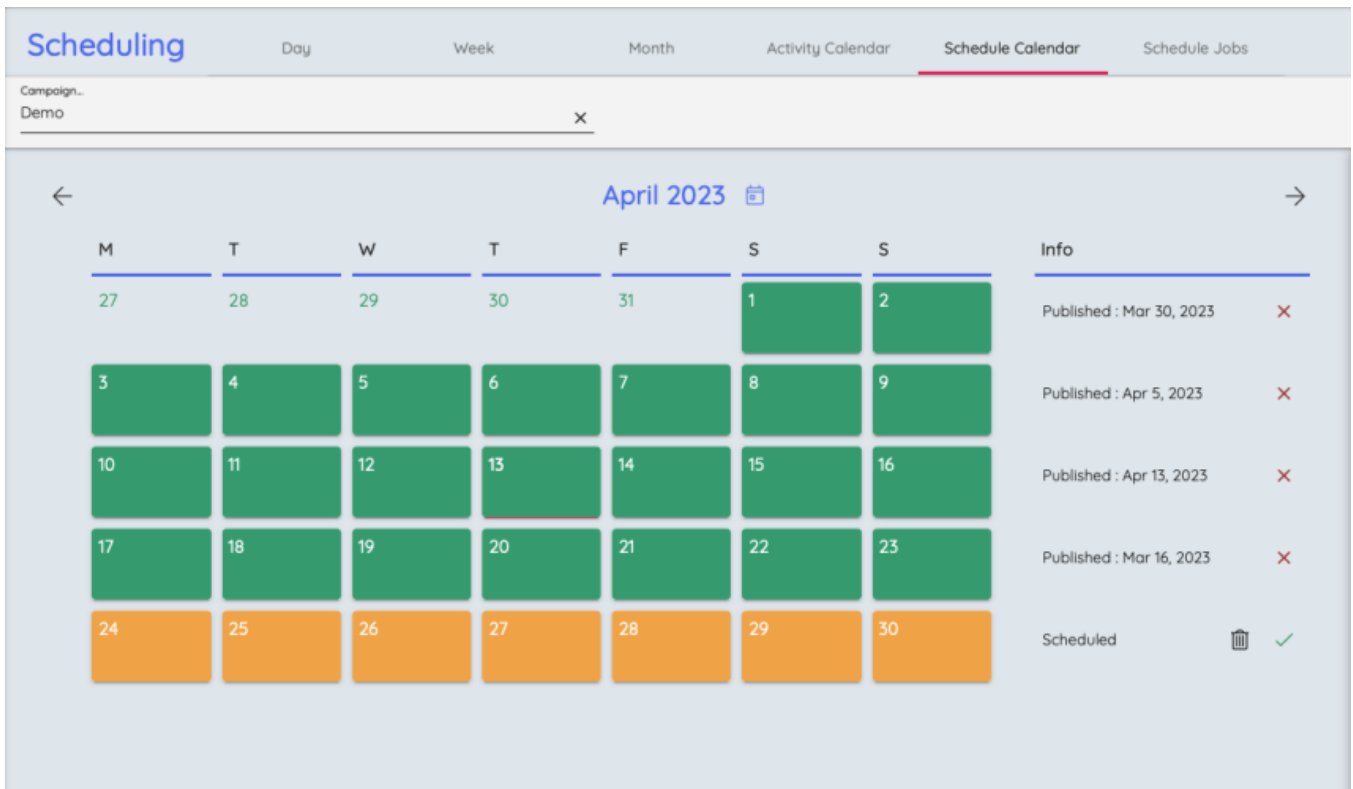 Scheduling Day Week Month Activity Calendar Schedule Calendar Schedule Jobs
Campaign...
Demo
April 2023
M T W T F S S Info
27 28 29 30 31 1 2 Published : Mar 30, 2023
3 4 5 6 7 8 9 Published : Apr 5, 2023
10 11 12 13 14 15 16 Published : Apr 13, 2023
17 18 19 20 21 22 23 Published : Mar 16, 2023
24 25 26 27 28 29 30 Scheduled